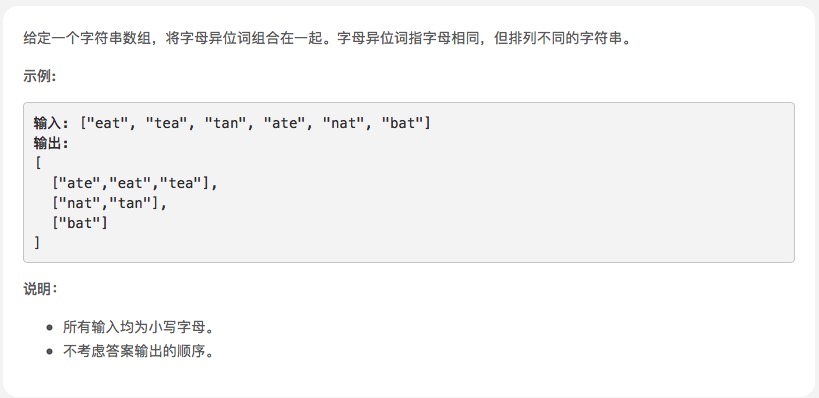 给定一个字符串数组，将字母异位词组合在一起。字母异位词指字母相同，但排列不同的字符串。
示例:
输入: ["eat", "tea", "tan", "ate", "nat", "bat"]
输出:
[
  ["ate","eat","tea"],
  ["nat","tan"],
  ["bat"]
]
说明：
所有输入均为小写字母。
不考虑答案输出的顺序。